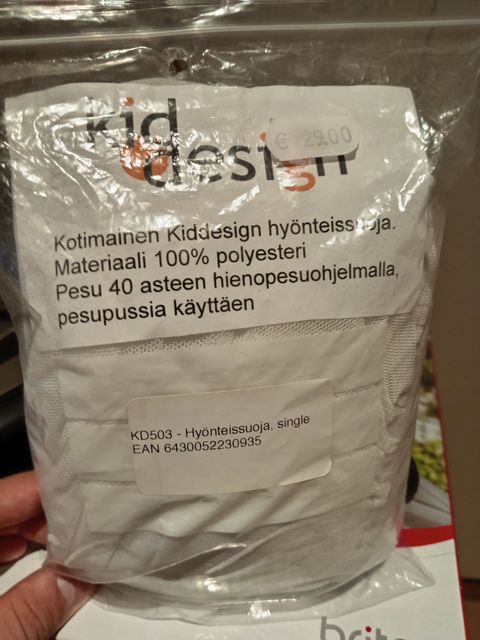 kid
design
€ 29.00
Kotimainen Kiddesign hyönteissuoja.
Materiaali 100% polyesteri
Pesu 40 asteen hienopesuohjelmalla,
pesupussia käyttäen
KD503 - Hyönteissuoja, single
EAN 6430052230935